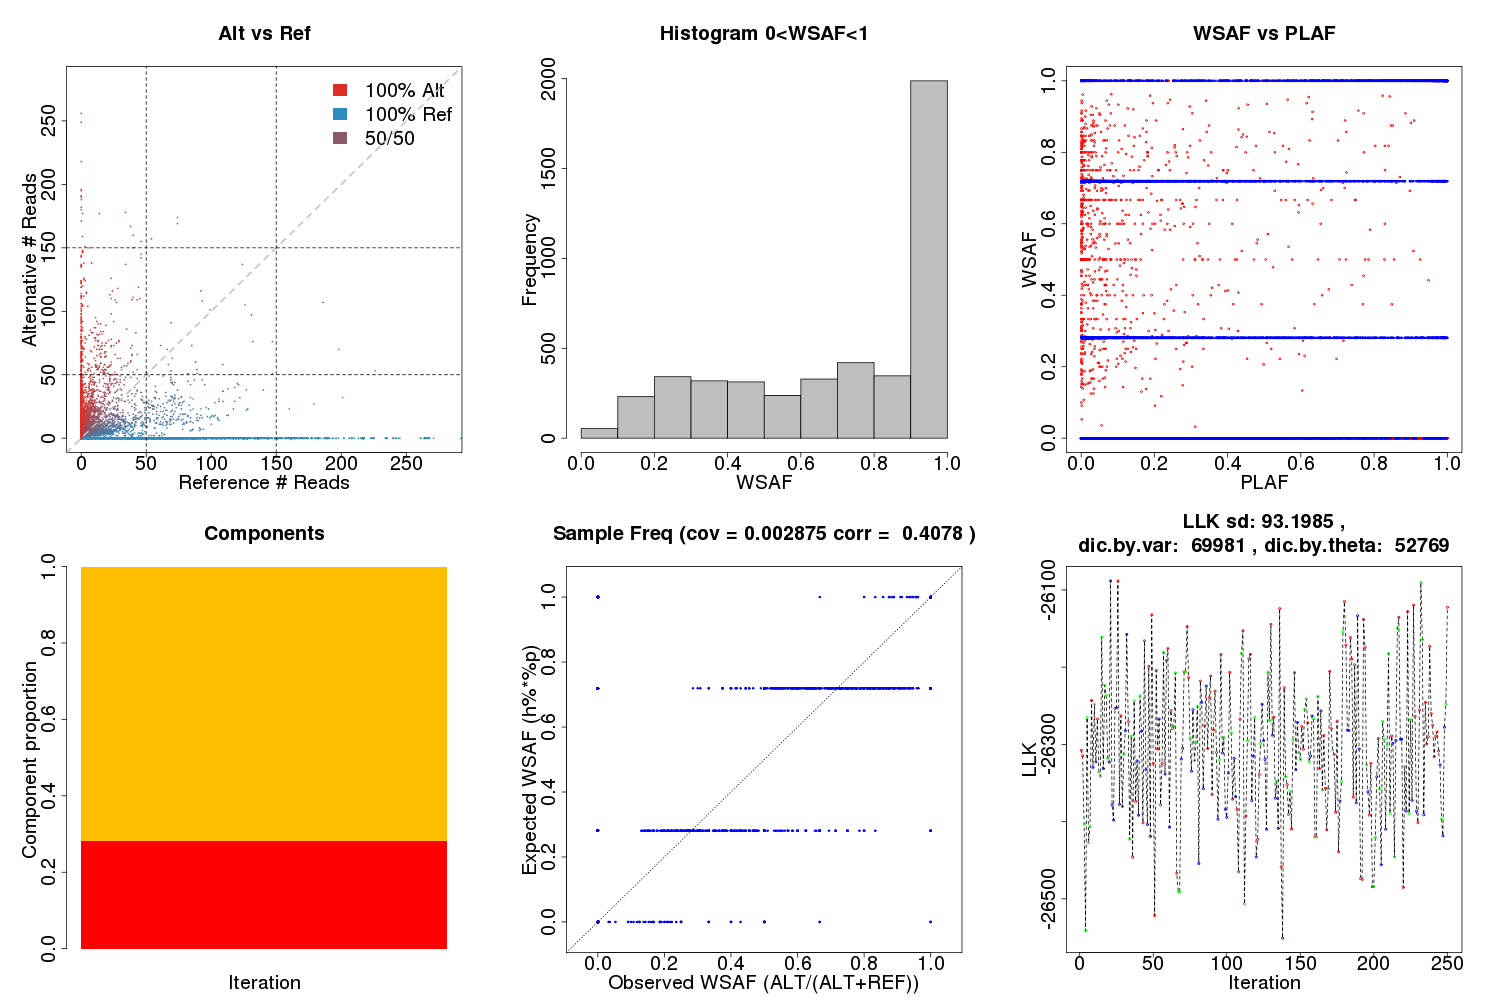 Alt vs Ref
100% Alt
100% Ref
50/50
Alternative # Reads
0 50 100 150 200 250
0 50 100 150 200 250
Reference # Reads
Histogram 0<WSAF<1
Frequency
0 500 1000 1500 2000
0.0 0.2 0.4 0.6 0.8 1.0
WSAF
WSAF vs PLAF
WSAF
0.0 0.2 0.4 0.6 0.8 1.0
0.0 0.2 0.4 0.6 0.8 1.0
PLAF
Components
Component proportion
0.0 0.2 0.4 0.6 0.8 1.0
Iteration
Sample Freq (cov = 0.002875 corr = 0.4078 )
Expected WSAF (h%*%p)
0.0 0.2 0.4 0.6 0.8 1.0
0.0 0.2 0.4 0.6 0.8 1.0
Observed WSAF (ALT/(ALT+REF))
LLK sd: 93.1985 ,
dic.by.var: 69981 , dic.by.theta: 52769
LLK
-26500 -26300 -26100
0 50 100 150 200 250
Iteration